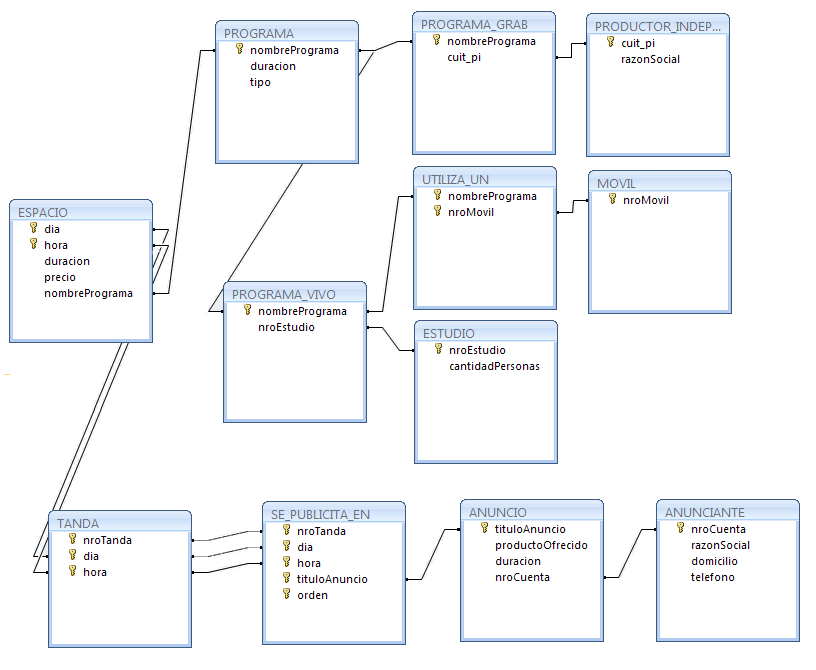 PROGRAMA
nombrePrograma
duracion
tipo
PROGRAMA_GRAB
nombrePrograma
cuit_pi
PRODUCTOR_INDEP...
cuit_pi
razonSocial
ESPACIO
dia
hora
duracion
precio
nombrePrograma
UTILIZA_UN
nombrePrograma
nroMovil
MOVIL
nroMovil
PROGRAMA_VIVO
nombrePrograma
nroEstudio
ESTUDIO
nroEstudio
cantidadPersonas
TANDA
nroTanda
dia
hora
SE_PUBLICITA_EN
nroTanda
dia
hora
tituloAnuncio
orden
ANUNCIO
tituloAnuncio
productoOfrecido
duracion
nroCuenta
ANUNCIANTE
nroCuenta
razonSocial
domicilio
telefono